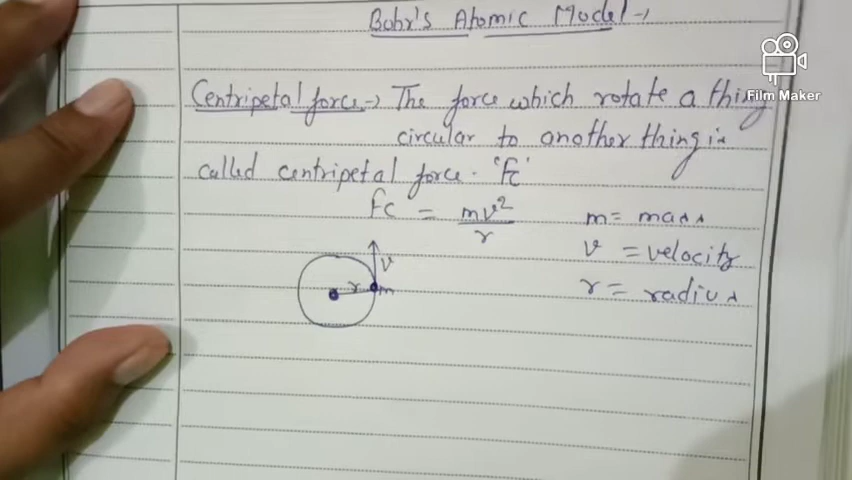 Bohr's Atomic Model →
Film Maker
Centripetal force → The force which rotate a thing
circular to another thing is
called centripetal force. 'Fc'
Fc = mv²/r
m = mass
v = velocity
r = radius
v
r
m